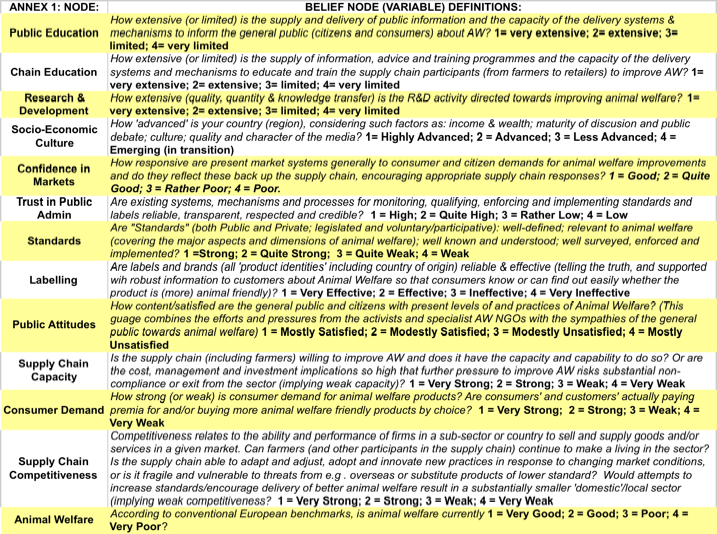 ANNEX 1: NODE: BELIEF NODE (VARIABLE) DEFINITIONS:
Public Education
How extensive (or limited) is the supply and delivery of public information and the capacity of the delivery systems &
mechanisms to inform the general public (citizens and consumers) about AW? 1= very extensive; 2= extensive; 3=
limited; 4= very limited
Chain Education
How extensive (or limited) is the supply of information, advice and training programmes and the capacity of the delivery
systems and mechanisms to educate and train the supply chain participants (from farmers to retailers) to improve AW? 1=
very extensive; 2= extensive; 3= limited; 4= very limited
Research &
Development
How extensive (quality, quantity & knowledge transfer) is the R&D activity directed towards improving animal welfare? 1=
very extensive; 2= extensive; 3= limited; 4= very limited
Socio-Economic
Culture
How 'advanced' is your country (region), considering such factors as: income & wealth; maturity of discussion and public
debate; culture; quality and character of the media? 1= Highly Advanced; 2 = Advanced; 3 = Less Advanced; 4 =
Emerging (in transition)
Confidence in
Markets
How responsive are present market systems generally to consumer and citizen demands for animal welfare improvements
and do they reflect these back up the supply chain, encouraging appropriate supply chain responses? 1 = Good; 2 = Quite
Good; 3 = Rather Poor; 4 = Poor.
Trust in Public
Admin
Are existing systems, mechanisms and processes for monitoring, qualifying, enforcing and implementing standards and
labels reliable, transparent, respected and credible? 1 = High; 2 = Quite High; 3 = Rather Low; 4 = Low
Standards
Are "Standards" (both Public and Private; legislated and voluntary/participative): well-defined; relevant to animal welfare
(covering the major aspects and dimensions of animal welfare); well known and understood; well surveyed, enforced and
implemented? 1 =Strong; 2 = Quite Strong; 3 = Quite Weak; 4 = Weak
Labelling
Are labels and brands (all 'product identities' including country of origin) reliable & effective (telling the truth, and supported
wih robust information to customers about Animal Welfare so that consumers know or can find out easily whether the
product is (more) animal friendly)? 1 = Very Effective; 2 = Effective; 3 = Ineffective; 4 = Very Ineffective
Public Attitudes
How content/satisfied are the general public and citizens with present levels of and practices of Animal Welfare? (This
guage combines the efforts and pressures from the activists and specialist AW NGOs with the sympathies of the general
public towards animal welfare) 1 = Mostly Satisfied; 2 = Modestly Satisfied; 3 = Modestly Unsatisfied; 4 = Mostly
Unsatisfied
Supply Chain
Capacity
Is the supply chain (including farmers) willing to improve AW and does it have the capacity and capability to do so? Or are
the cost, management and investment implications so high that further pressure to improve AW risks substantial non-
compliance or exit from the sector (implying weak capacity)? 1 = Very Strong; 2 = Strong; 3 = Weak; 4 = Very Weak
Consumer Demand
How strong (or weak) is consumer demand for animal welfare products? Are consumers' and customers' actually paying
premia for and/or buying more animal welfare friendly products by choice? 1 = Very Strong; 2 = Strong; 3 = Weak; 4 =
Very Weak
Supply Chain
Competitiveness
Competitiveness relates to the ability and performance of firms in a sub-sector or country to sell and supply goods and/or
services in a given market. Can farmers (and other participants in the supply chain) continue to make a living in the sector?
Is the supply chain able to adapt and adjust, adopt and innovate new practices in response to changing market conditions,
or is it fragile and vulnerable to threats from e.g . overseas or substitute products of lower standard? Would attempts to
increase standards/encourage delivery of better animal welfare result in a substantially smaller 'domestic'/local sector
(implying weak competitiveness? 1 = Very Strong; 2 = Strong; 3 = Weak; 4 = Very Weak
Animal Welfare
According to conventional European benchmarks, is animal welfare currently 1 = Very Good; 2 = Good; 3 = Poor; 4 =
Very Poor?